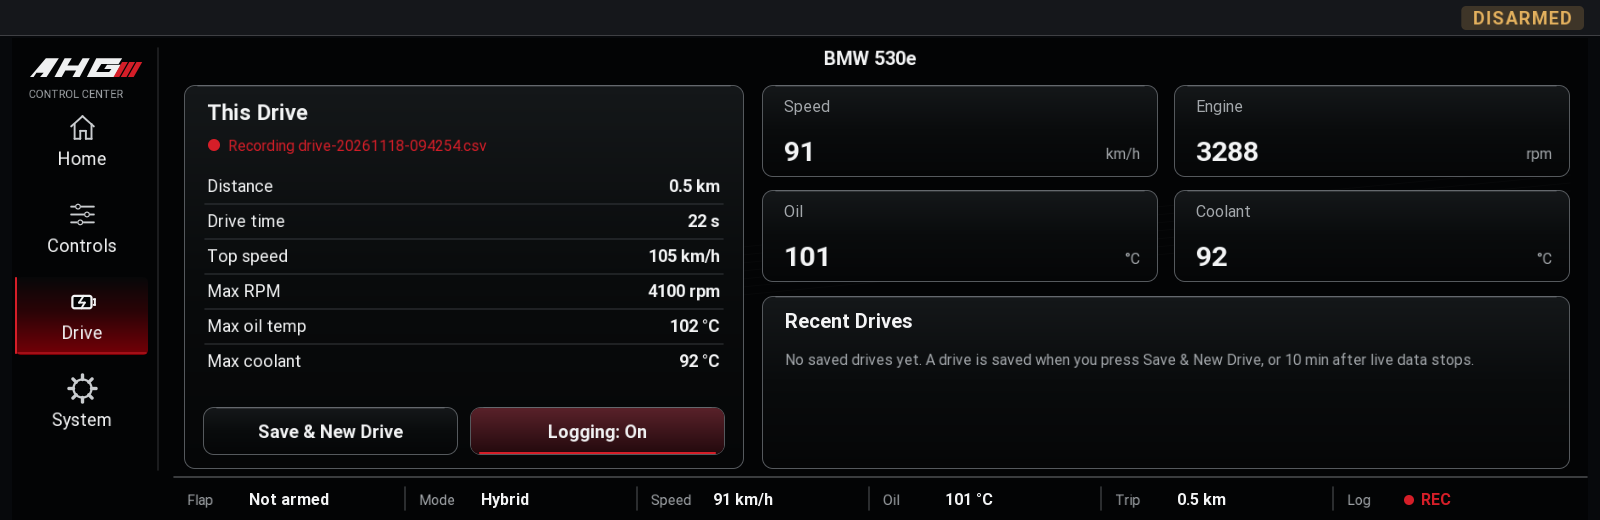 DISARMED
AHG
CONTROL CENTER
Home
Controls
Drive
System
BMW 530e
This Drive
Recording drive-20261118-094254.csv
Distance 0.5 km
Drive time 22 s
Top speed 105 km/h
Max RPM 4100 rpm
Max oil temp 102 °C
Max coolant 92 °C
Save & New Drive Logging: On
Speed
91 km/h
Engine
3288 rpm
Oil
101 °C
Coolant
92 °C
Recent Drives
No saved drives yet. A drive is saved when you press Save & New Drive, or 10 min after live data stops.
Flap Not armed Mode Hybrid Speed 91 km/h Oil 101 °C Trip 0.5 km Log REC